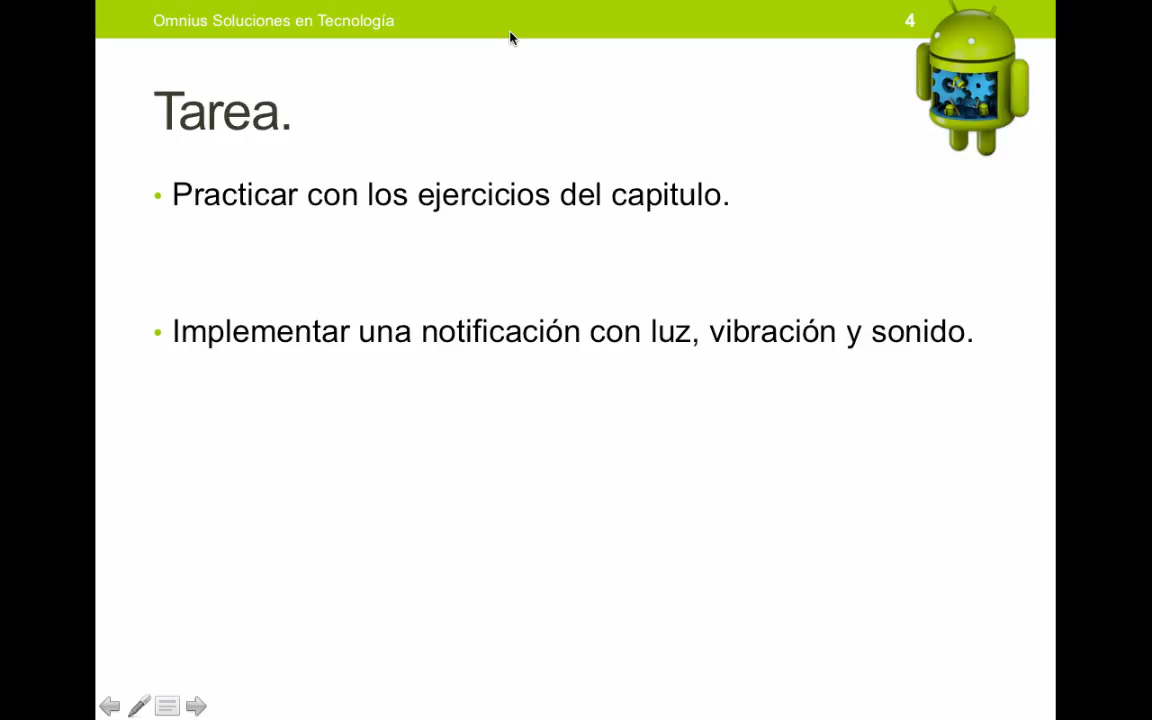 Omnius Soluciones en Tecnología
4
Tarea.
• Practicar con los ejercicios del capitulo.
• Implementar una notificación con luz, vibración y sonido.